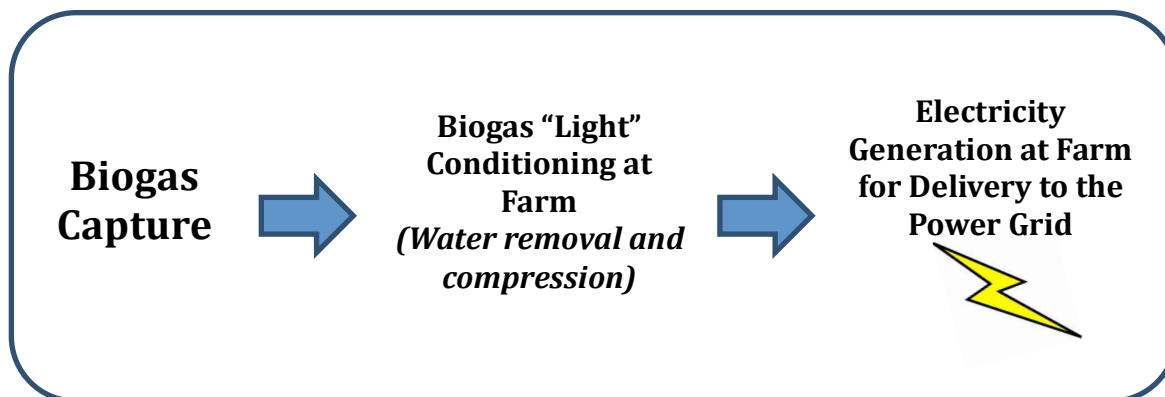 Biogas
Capture
Biogas “Light”
Conditioning at
Farm
(Water removal and
compression)
Electricity
Generation at Farm
for Delivery to the
Power Grid